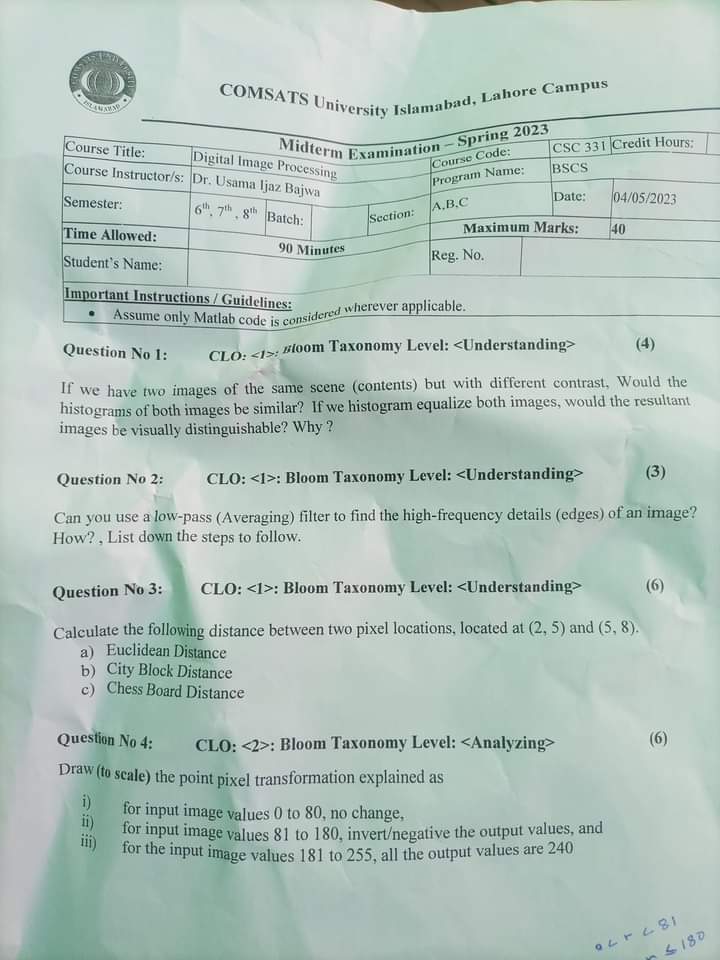 COMSATS University Islamabad, Lahore Campus
Midterm Examination – Spring 2023
Course Title: Digital Image Processing Course Code: CSC 331 Credit Hours:
Course Instructor/s: Dr. Usama Ijaz Bajwa Program Name: BSCS
Semester: 6th, 7th, 8th Batch: Section: A,B,C Date: 04/05/2023
Time Allowed: 90 Minutes Maximum Marks: 40
Student's Name: Reg. No.
Important Instructions / Guidelines:
• Assume only Matlab code is considered wherever applicable.
Question No 1: CLO: <1>: Bloom Taxonomy Level: <Understanding> (4)
If we have two images of the same scene (contents) but with different contrast, Would the
histograms of both images be similar? If we histogram equalize both images, would the resultant
images be visually distinguishable? Why ?
Question No 2: CLO: <1>: Bloom Taxonomy Level: <Understanding> (3)
Can you use a low-pass (Averaging) filter to find the high-frequency details (edges) of an image?
How? , List down the steps to follow.
Question No 3: CLO: <1>: Bloom Taxonomy Level: <Understanding> (6)
Calculate the following distance between two pixel locations, located at (2, 5) and (5, 8).
a) Euclidean Distance
b) City Block Distance
c) Chess Board Distance
Question No 4: CLO: <2>: Bloom Taxonomy Level: <Analyzing> (6)
Draw (to scale) the point pixel transformation explained as
i) for input image values 0 to 80, no change,
ii) for input image values 81 to 180, invert/negative the output values, and
iii) for the input image values 181 to 255, all the output values are 240
0 < r < 81
r ≤ 180